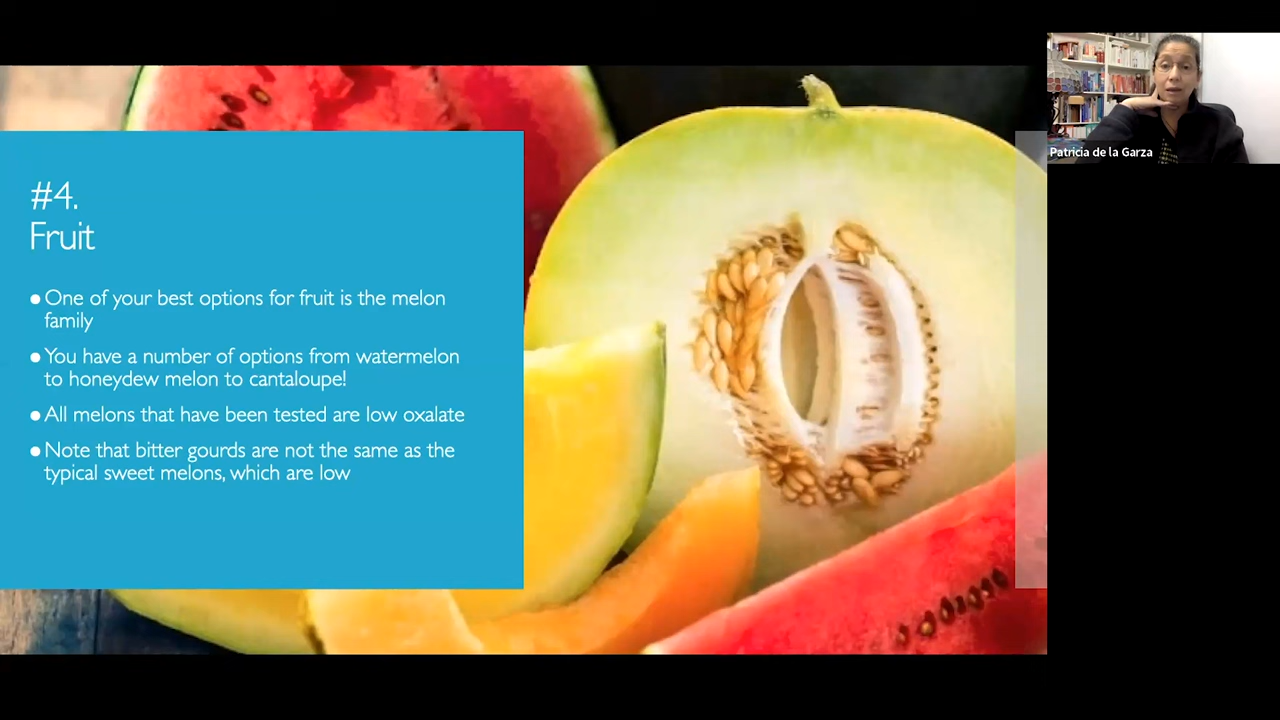 #4.
Fruit
● One of your best options for fruit is the melon
family
● You have a number of options from watermelon
to honeydew melon to cantaloupe!
● All melons that have been tested are low oxalate
● Note that bitter gourds are not the same as the
typical sweet melons, which are low
Patricia de la Garza